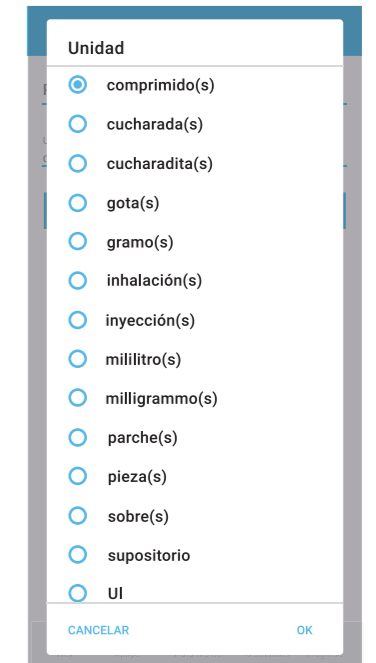 Unidad
comprimido(s)
cucharada(s)
cucharadita(s)
gota(s)
gramo(s)
inhalación(s)
inyección(s)
mililitro(s)
milligrammo(s)
parche(s)
pieza(s)
sobre(s)
supositorio
UI
CANCELAR
OK